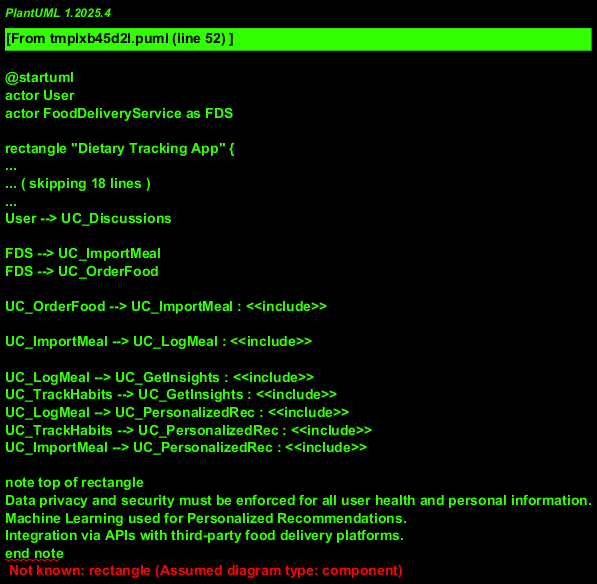 PlantUML 1.2025.4
[From tmplxb45d2l.puml (line 52) ]
@startuml
actor User
actor FoodDeliveryService as FDS
rectangle "Dietary Tracking App" {
...
... ( skipping 18 lines )
...
User --> UC_Discussions
FDS --> UC_ImportMeal
FDS --> UC_OrderFood
UC_OrderFood --> UC_ImportMeal : <<include>>
UC_ImportMeal --> UC_LogMeal : <<include>>
UC_LogMeal --> UC_GetInsights : <<include>>
UC_TrackHabits --> UC_GetInsights : <<include>>
UC_LogMeal --> UC_PersonalizedRec : <<include>>
UC_TrackHabits --> UC_PersonalizedRec : <<include>>
UC_ImportMeal --> UC_PersonalizedRec : <<include>>
note top of rectangle
Data privacy and security must be enforced for all user health and personal information.
Machine Learning used for Personalized Recommendations.
Integration via APIs with third-party food delivery platforms.
end note
Not known: rectangle (Assumed diagram type: component)